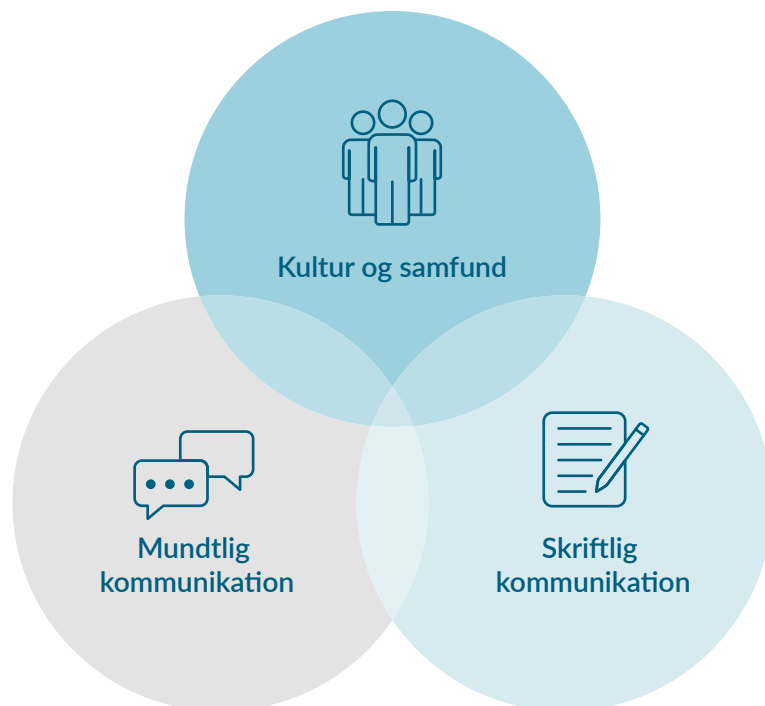 Kultur og samfund
Mundtlig
kommunikation
Skriftlig
kommunikation